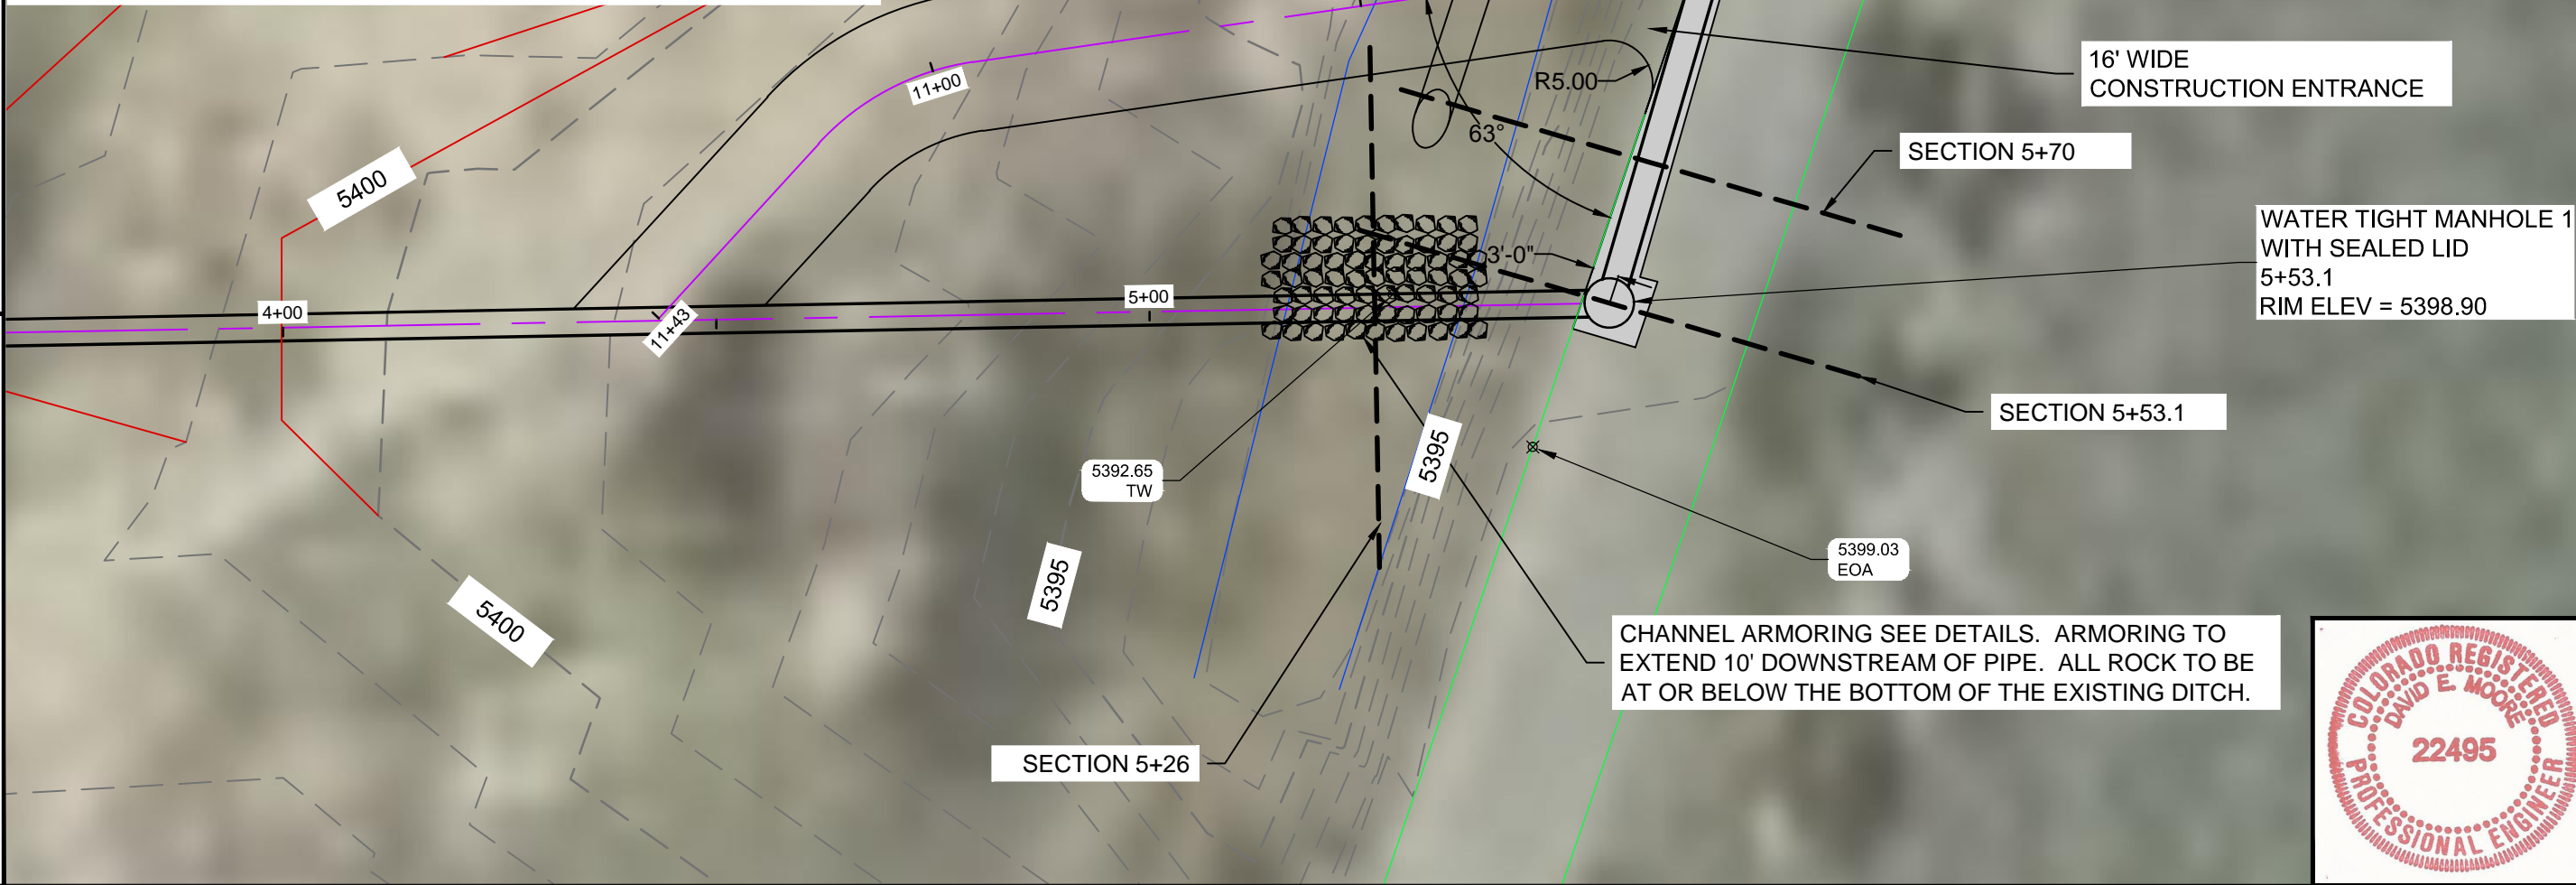 16' WIDE
CONSTRUCTION ENTRANCE
R5.00
11+00
63°
SECTION 5+70
5400
WATER TIGHT MANHOLE 1
WITH SEALED LID
5+53.1
RIM ELEV = 5398.90
3'-0"
4+00
5+00
11+43
SECTION 5+53.1
5395
5392.65
TW
5399.03
EOA
5395
5400
CHANNEL ARMORING SEE DETAILS. ARMORING TO
EXTEND 10' DOWNSTREAM OF PIPE. ALL ROCK TO BE
AT OR BELOW THE BOTTOM OF THE EXISTING DITCH.
SECTION 5+26
COLORADO REGISTERED
DAVID E. MOORE
22495
PROFESSIONAL ENGINEER